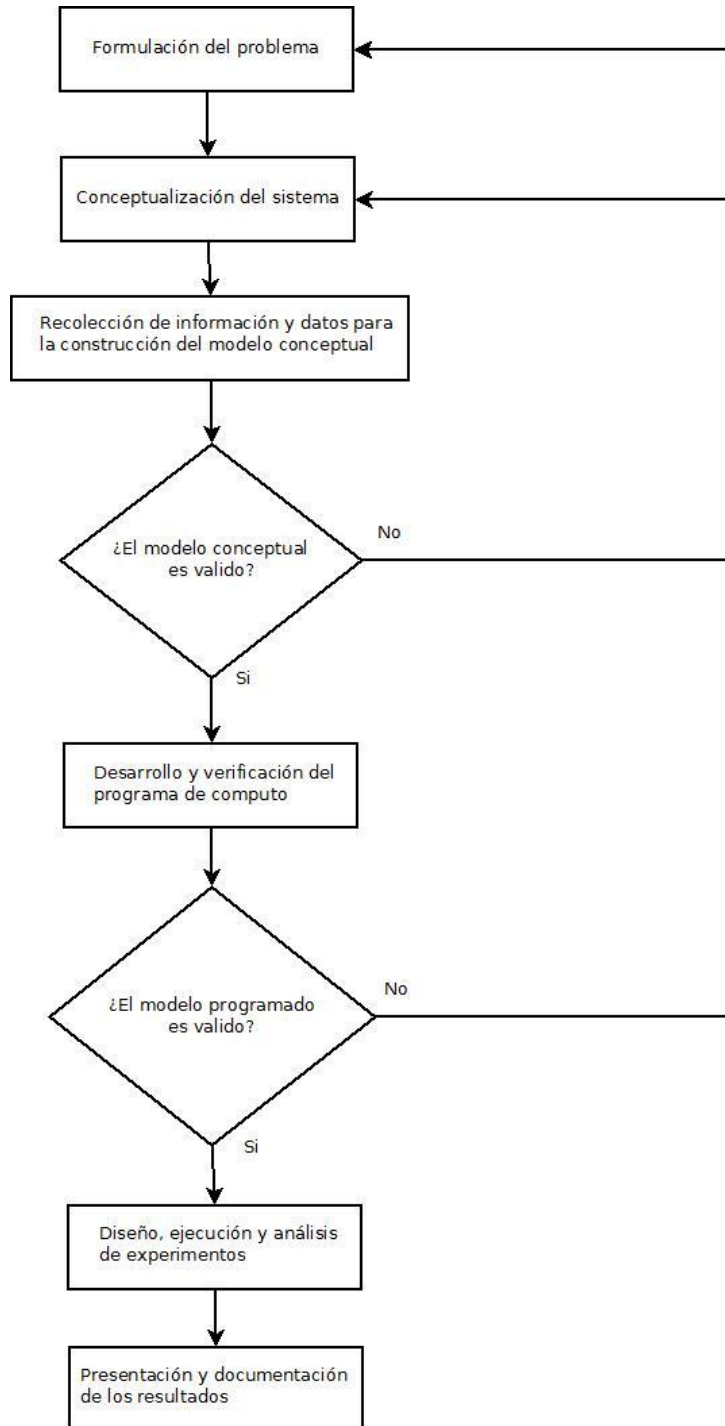 Formulación del problema
Conceptualización del sistema
Recolección de información y datos para
la construcción del modelo conceptual
¿El modelo conceptual
es valido?
No
Si
Desarrollo y verificación del
programa de computo
¿El modelo programado
es valido?
No
Si
Diseño, ejecución y análisis
de experimentos
Presentación y documentación
de los resultados